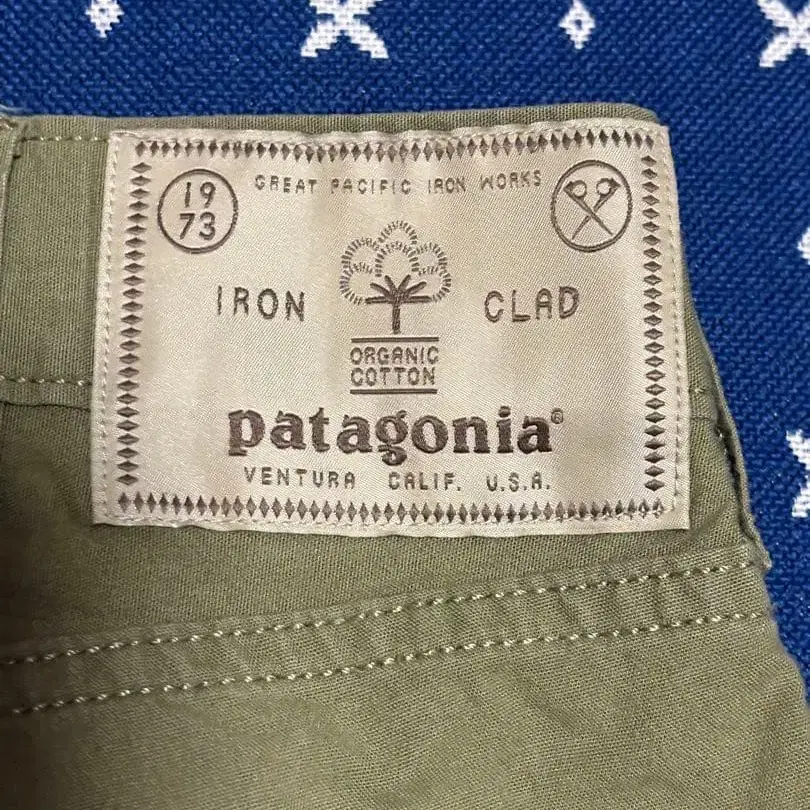 GREAT PACIFIC IRON WORKS
19
73
IRON CLAD
ORGANIC
COTTON
patagonia®
VENTURA CALIF. U.S.A.